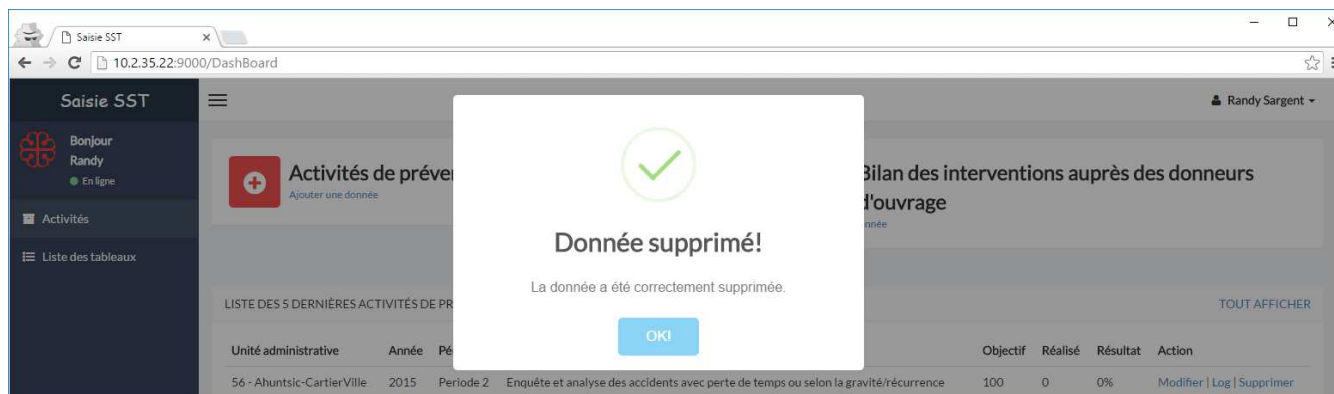 Saisie SST
10.2.35.22:9000/DashBoard
Saisie SST
Randy Sargent
Bonjour
Randy
En ligne
Activités
Liste des tableaux
Activités de préve
Ajouter une donnée
Bilan des interventions auprès des donneurs
d'ouvrage
nnée
Donnée supprimé!
La donnée a été correctement supprimée.
OK!
LISTE DES 5 DERNIÈRES ACTIVITÉS DE PR
TOUT AFFICHER
Unité administrative Année Pé Objectif Réalisé Résultat Action
56 - Ahuntsic-CartierVille 2015 Periode 2 Enquête et analyse des accidents avec perte de temps ou selon la gravité/récurrence 100 0 0% Modifier | Log | Supprimer